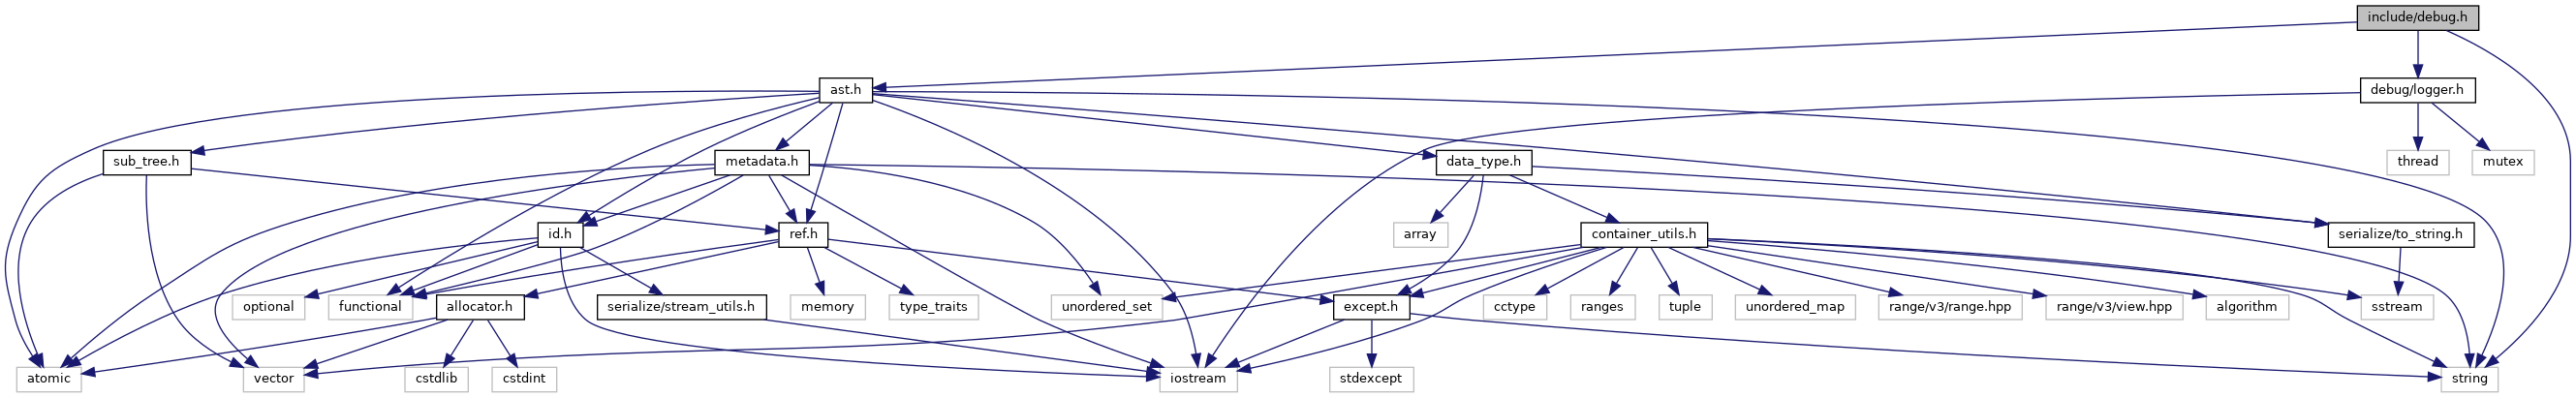 include/debug.h
ast.h
debug/logger.h
sub_tree.h
metadata.h
data_type.h
thread
mutex
id.h
ref.h
array
container_utils.h
serialize/to_string.h
optional
functional
allocator.h
serialize/stream_utils.h
memory
type_traits
unordered_set
except.h
cctype
ranges
tuple
unordered_map
range/v3/range.hpp
range/v3/view.hpp
algorithm
sstream
atomic
vector
cstdlib
cstdint
iostream
stdexcept
string